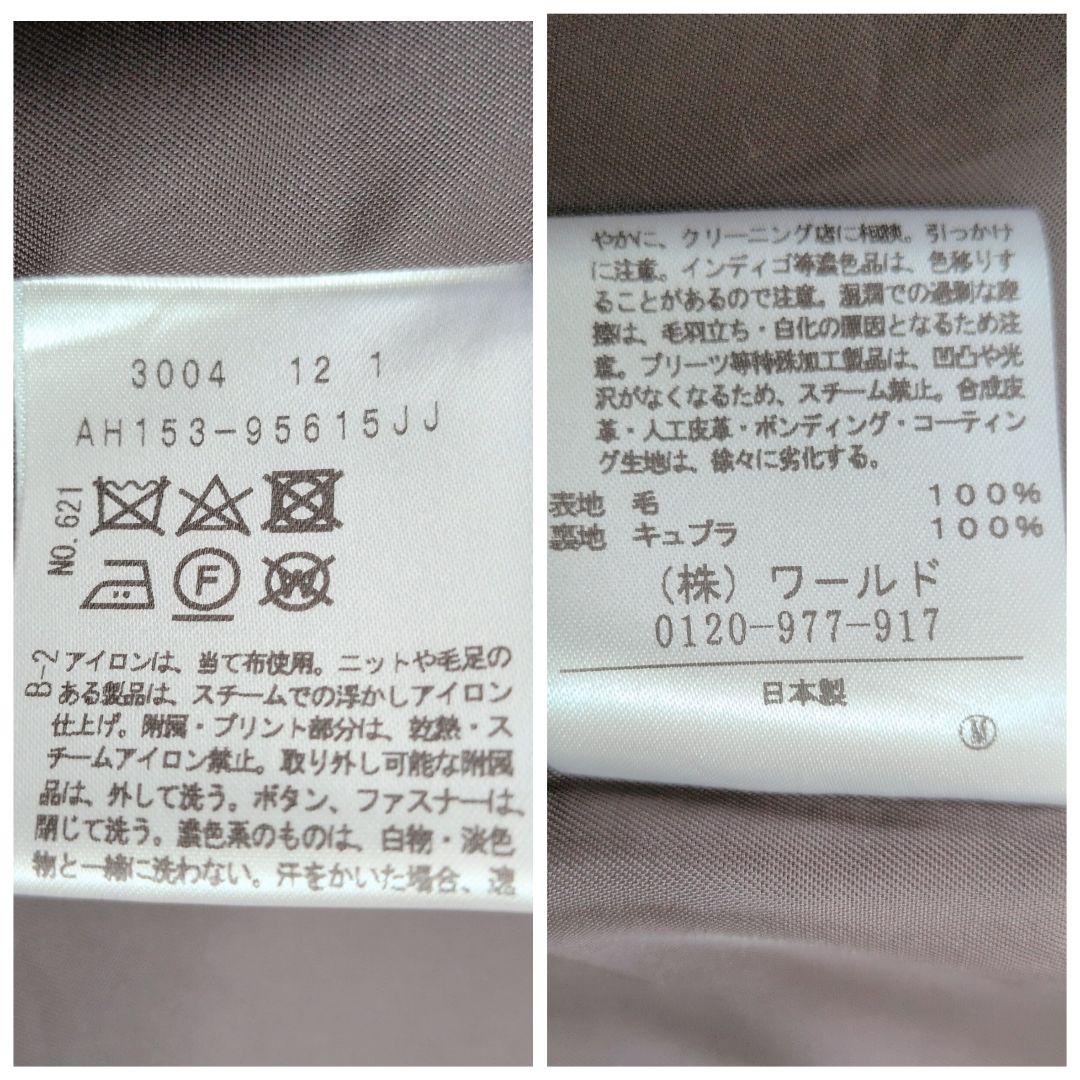 3004 12 1
AH153-95615JJ
NO.621
F
W
B-2
アイロンは、当て布使用。ニットや毛足の
ある製品は、スチームでの浮かしアイロン
仕上げ。附属・プリント部分は、乾熱・ス
チームアイロン禁止。取り外し可能な附属
品は、外して洗う。ボタン、ファスナーは、
閉じて洗う。濃色系のものは、白物・淡色
物と一緒に洗わない。汗をかいた場合、速
やかに、クリーニング店に相談。引っかけ
に注意。インディゴ等濃色品は、色移りす
ることがあるので注意。湿潤での過剰な摩
擦は、毛羽立ち・白化の原因となるため注
意。プリーツ等特殊加工製品は、凹凸や光
沢がなくなるため、スチーム禁止。合成皮
革・人工皮革・ボンディング・コーティン
グ生地は、徐々に劣化する。
表地 毛 100%
裏地 キュプラ 100%
(株) ワールド
0120-977-917
日本製
M